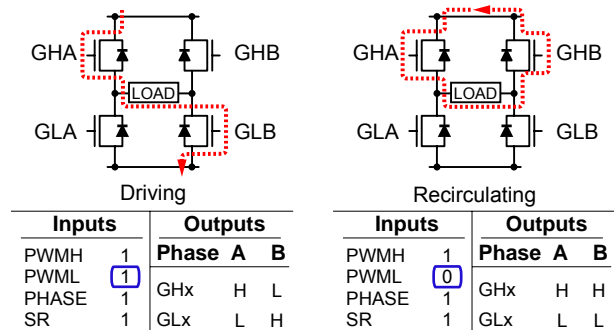 GHA GHB
LOAD
GLA GLB
Driving
Inputs Outputs
PWMH 1 Phase A B
PWML 1
GHx H L
PHASE 1
SR 1 GLx L H
GHA GHB
LOAD
GLA GLB
Recirculating
Inputs Outputs
PWMH 1 Phase A B
PWML 0
GHx H H
PHASE 1
SR 1 GLx L L